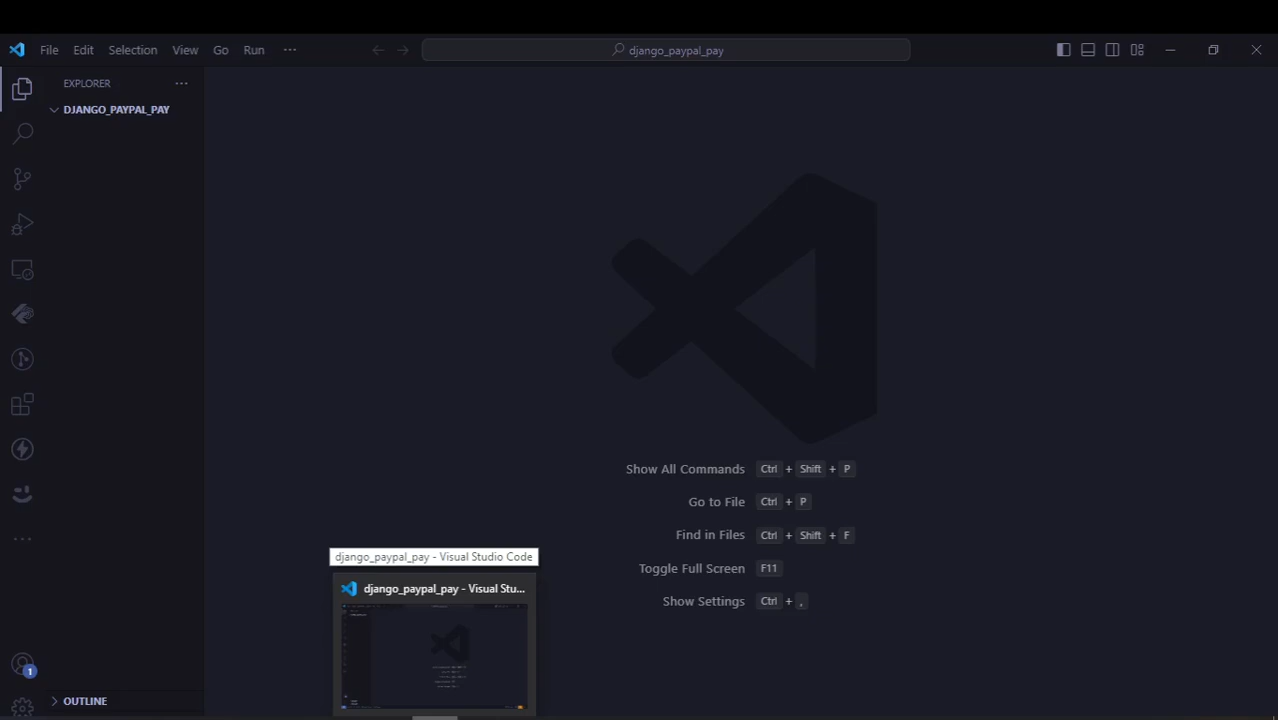 File Edit Selection View Go Run ···
django_paypal_pay
EXPLORER ···
DJANGO_PAYPAL_PAY
Show All Commands Ctrl + Shift + P
Go to File Ctrl + P
Find in Files Ctrl + Shift + F
Toggle Full Screen F11
Show Settings Ctrl + ,
django_paypal_pay - Visual Studio Code
django_paypal_pay - Visual Stu...
1
OUTLINE